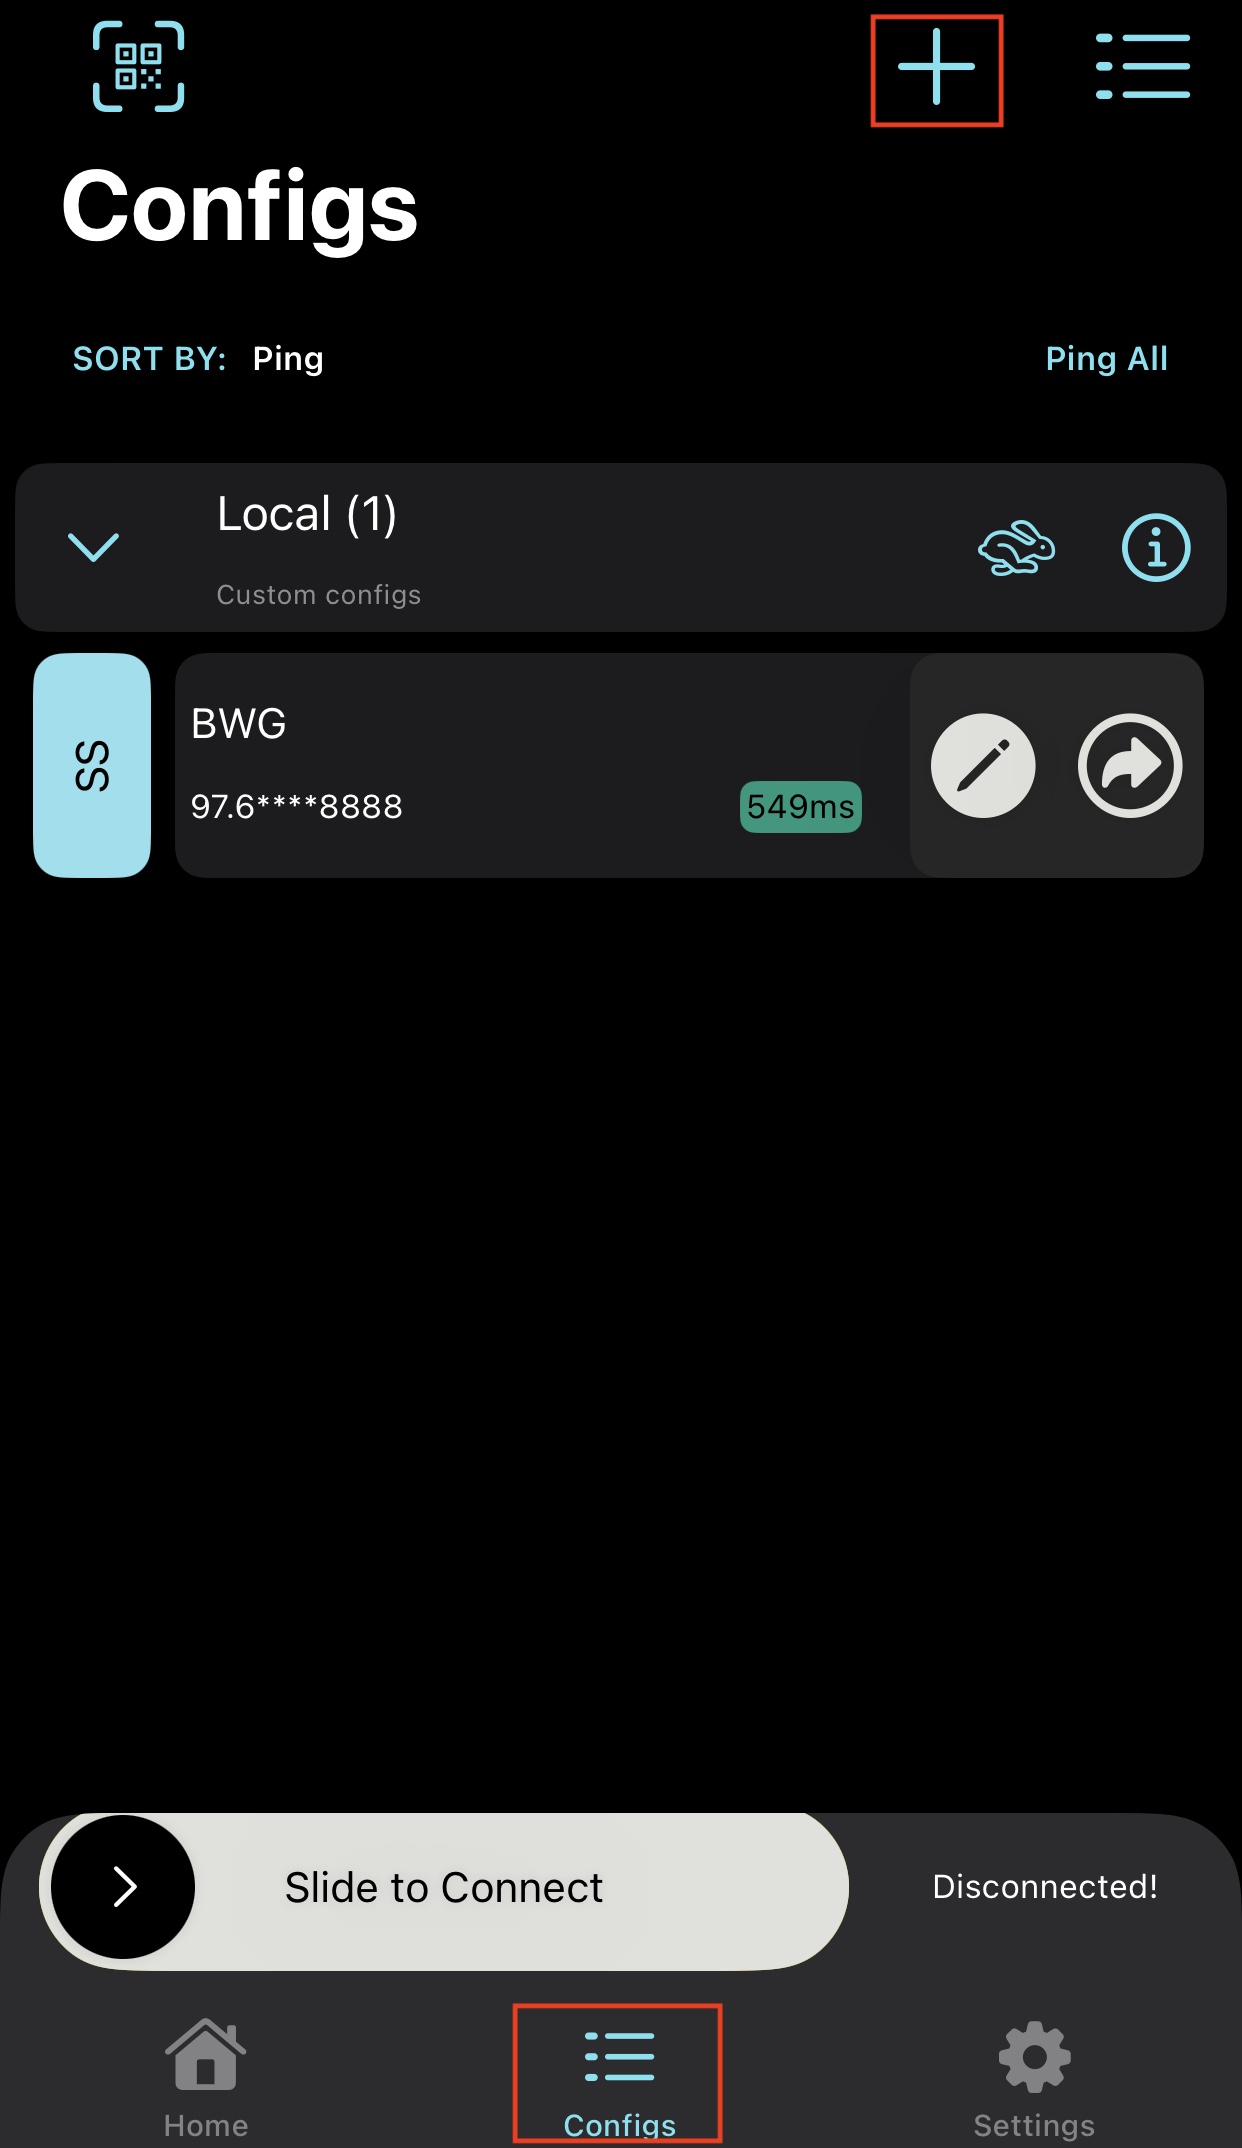 Configs
SORT BY: Ping
Ping All
Local (1)
Custom configs
SS
BWG
97.6****8888
549ms
Slide to Connect
Disconnected!
Home
Configs
Settings